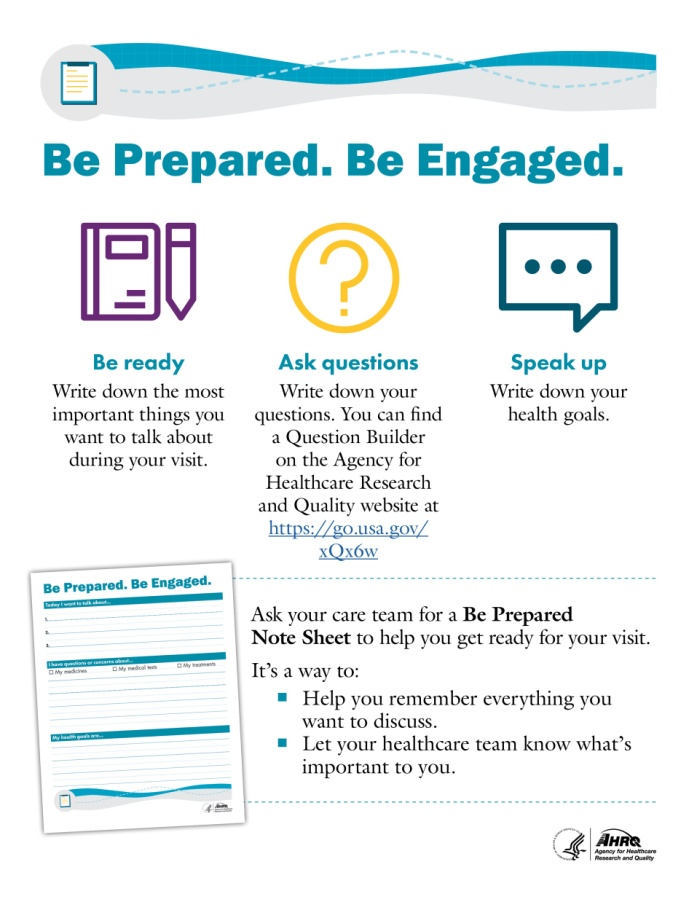 Be Prepared. Be Engaged.
Be ready
Write down the most
important things you
want to talk about
during your visit.
Ask questions
Write down your
questions. You can find
a Question Builder
on the Agency for
Healthcare Research
and Quality website at
https://go.usa.gov/
xQx6w
Speak up
Write down your
health goals.
Be Prepared. Be Engaged.
Today I want to talk about...
1.
2.
3.
I have questions or concerns about...
My medicines
My medical tests
My treatments
My health goals are...
AHRQ
Ask your care team for a Be Prepared
Note Sheet to help you get ready for your visit.
It's a way to:
Help you remember everything you
want to discuss.
Let your healthcare team know what's
important to you.
AHRQ
Agency for Healthcare
Research and Quality